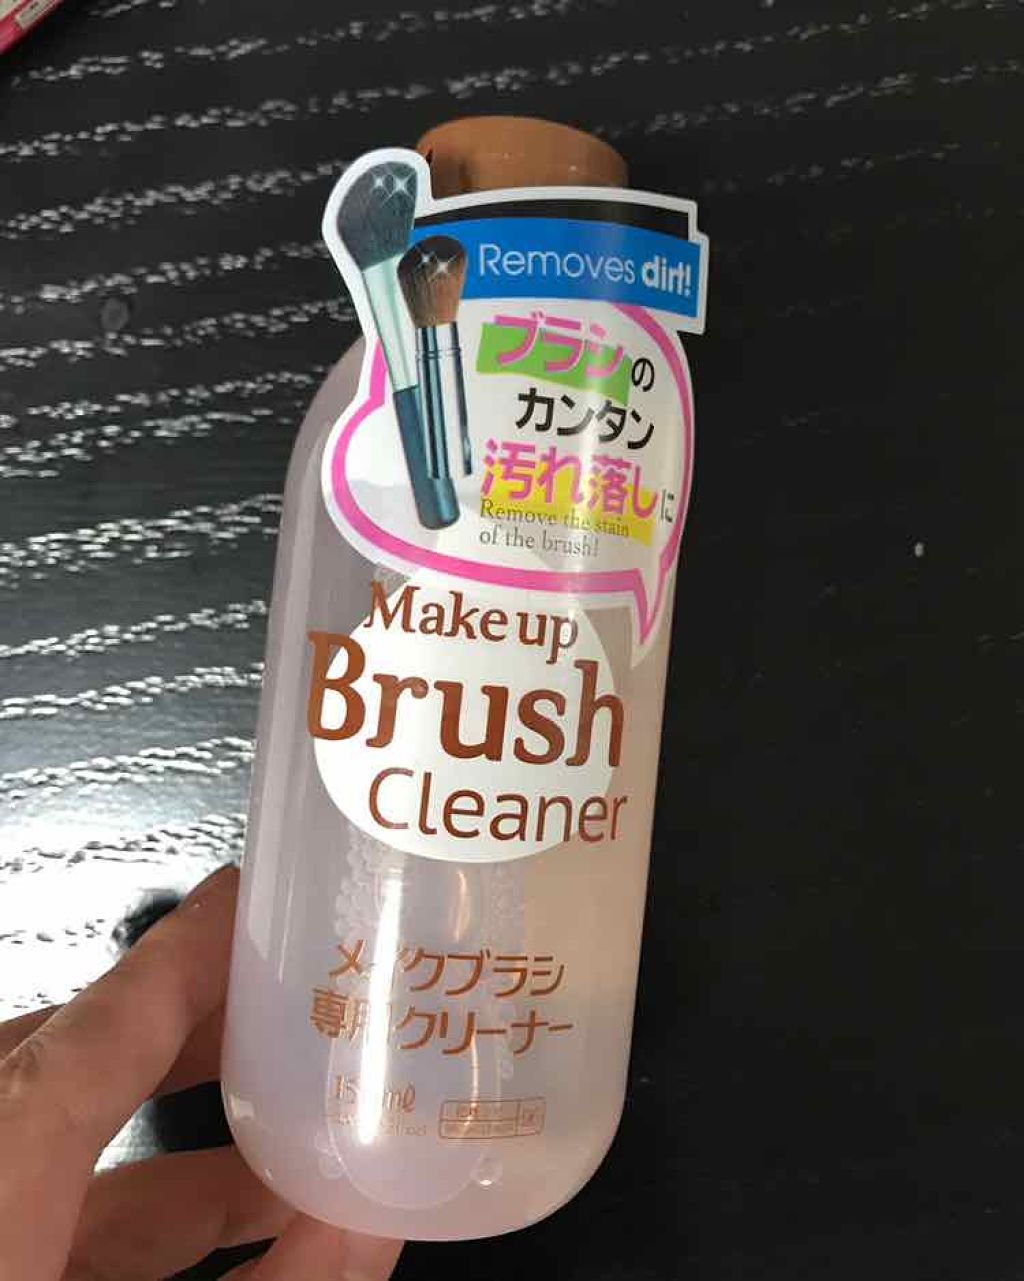 Removes dirt!
ブラシの
カンタン
汚れ落しに
Remove the stain
of the brush!
Make up
Brush
Cleaner
メイクブラシ
専用クリーナー